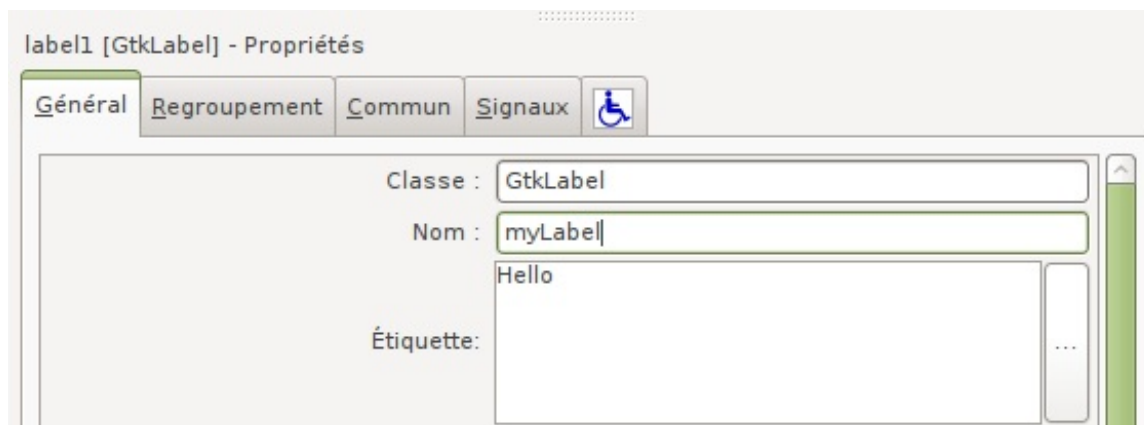 label1 [GtkLabel] - Propriétés
Général Regroupement Commun Signaux
Classe : GtkLabel
Nom : myLabel
Hello
Étiquette:
...